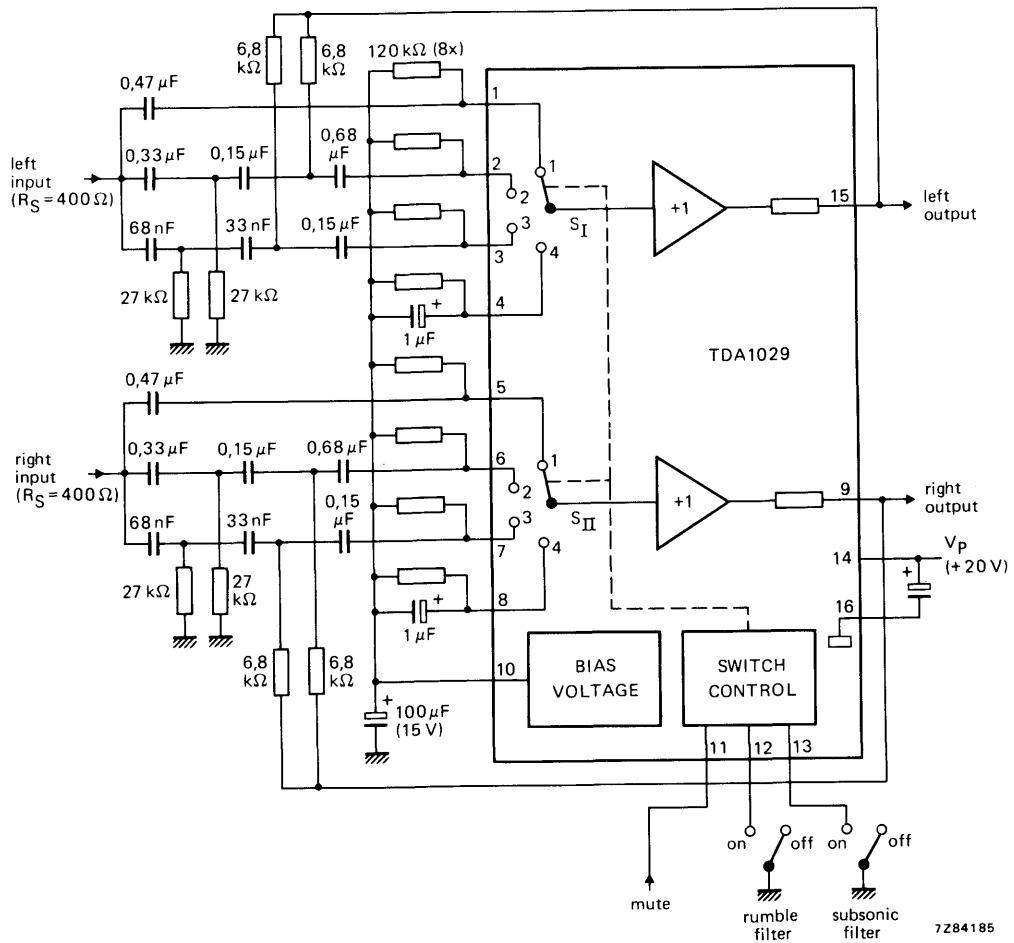 6,8
kΩ
6,8
kΩ
120 kΩ (8x)
0,47 μF
1
0,33 μF
0,15 μF
0,68
μF
2
left
input
(RS = 400 Ω)
1
2
3
4
SI
+1
15
left
output
68 nF
33 nF
0,15 μF
3
27 kΩ
27 kΩ
4
+
1 μF
TDA1029
0,47 μF
5
0,33 μF
0,15 μF
0,68 μF
6
right
input
(RS = 400 Ω)
1
2
3
4
SII
+1
9
right
output
68 nF
33 nF
0,15
μF
7
14
VP
(+ 20 V)
+
27 kΩ
27
kΩ
+
8
1 μF
16
6,8
kΩ
6,8
kΩ
10
BIAS
VOLTAGE
SWITCH
CONTROL
+
100 μF
(15 V)
11
12
13
on
off
on
off
mute
rumble
filter
subsonic
filter
7Z84185